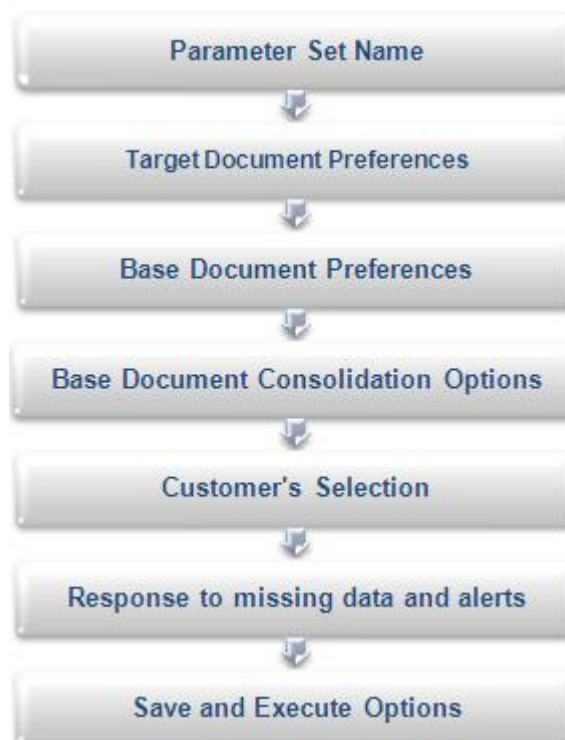 Parameter Set Name
Target Document Preferences
Base Document Preferences
Base Document Consolidation Options
Customer's Selection
Response to missing data and alerts
Save and Execute Options